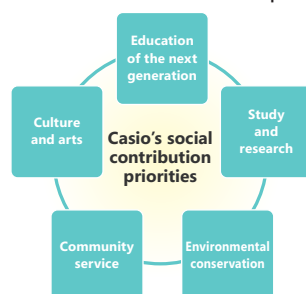 Education
of the next
generation
Culture
and arts
Study
and
research
Casio's social
contribution
priorities
Community
service
Environmental
conservation